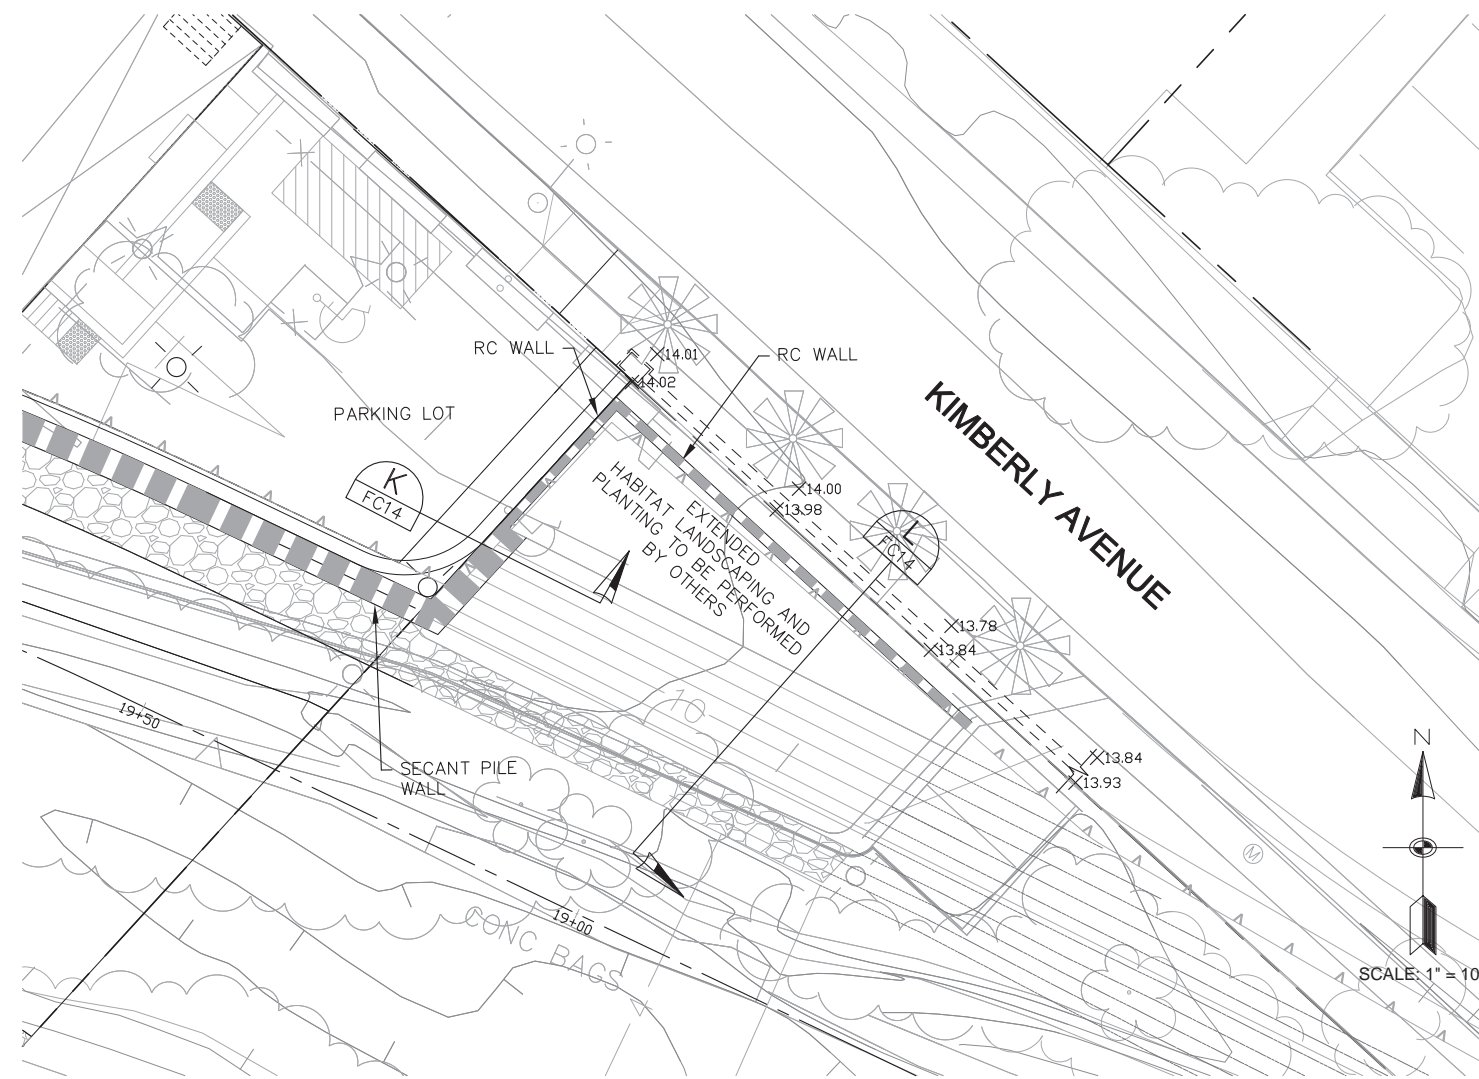 RC WALL
14.01
14.02
RC WALL
PARKING LOT
KIMBERLY AVENUE
K
FC14
14.00
13.98
EXTENDED
HABITAT LANDSCAPING AND
PLANTING TO BE PERFORMED
BY OTHERS
L
FC14
13.78
13.84
10
19+50
SECANT PILE
WALL
13.84
13.93
N
M
19+00
CONC BAGS
SCALE: 1" = 10